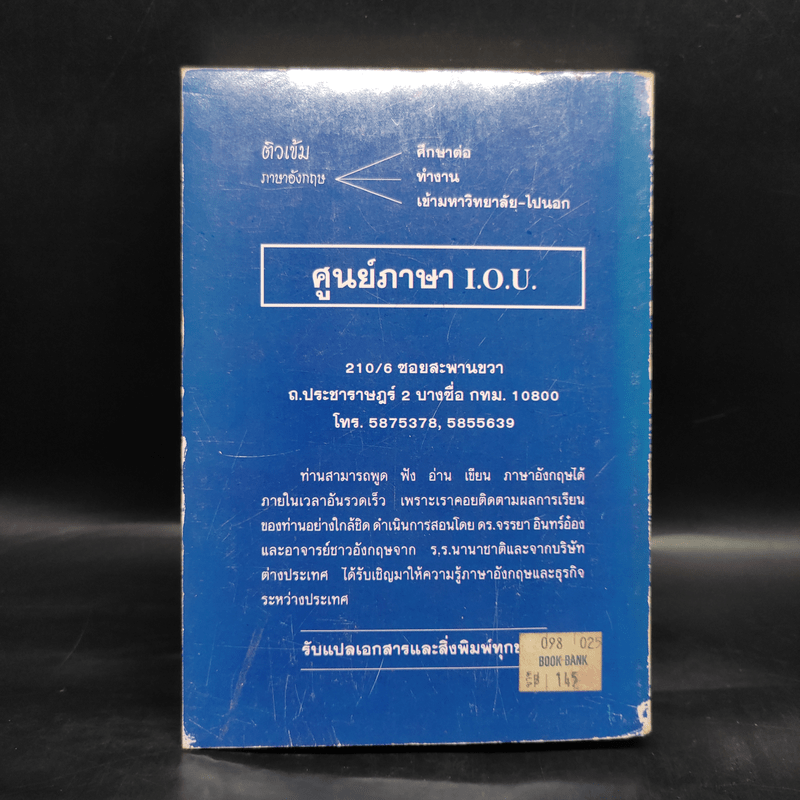 ติวเข้ม
ภาษาอังกฤษ
ศึกษาต่อ
ทำงาน
เข้ามหาวิทยาลัย-ไปนอก
ศูนย์ภาษา I.O.U.
210/6 ซอยสะพานขวา
ถ.ประชาราษฎร์ 2 บางซื่อ กทม. 10800
โทร. 5875378, 5855639
ท่านสามารถพูด ฟัง อ่าน เขียน ภาษาอังกฤษได้
ภายในเวลาอันรวดเร็ว เพราะเราคอยติดตามผลการเรียน
ของท่านอย่างใกล้ชิด ดำเนินการสอนโดย ดร.จรรยา อินทร์อ๋อง
และอาจารย์ชาวอังกฤษจาก ร.ร.นานาชาติและจากบริษัท
ต่างประเทศ ได้รับเชิญมาให้ความรู้ภาษาอังกฤษและธุรกิจ
ระหว่างประเทศ
รับแปลเอกสารและสิ่งพิมพ์ทุก
098 025
BOOK BANK
145